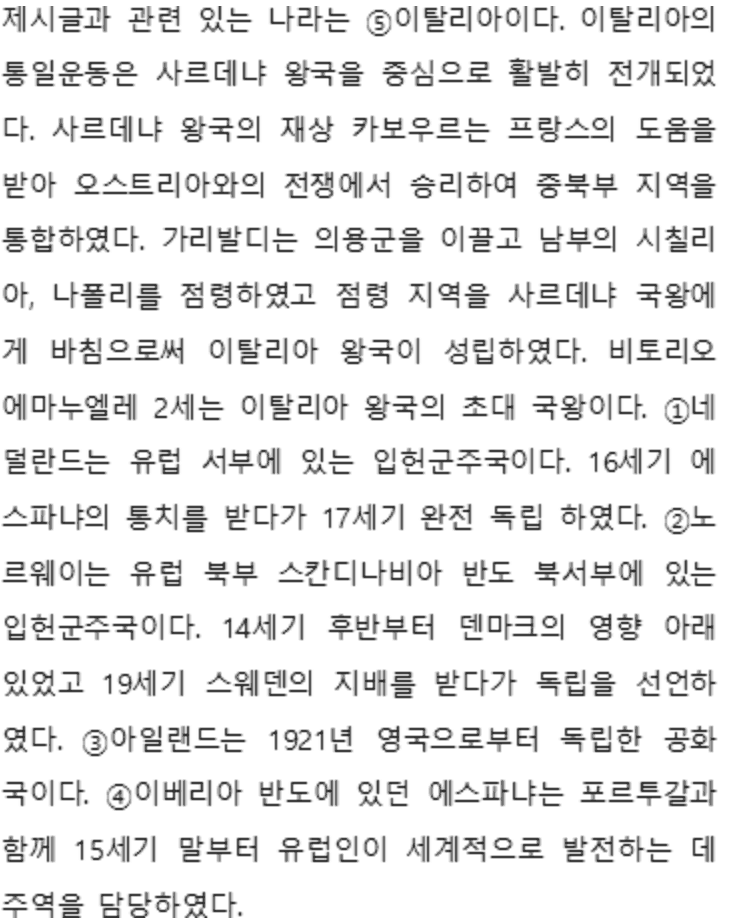 제시글과 관련 있는 나라는 ⑤이탈리아이다. 이탈리아의
통일운동은 사르데냐 왕국을 중심으로 활발히 전개되었
다. 사르데냐 왕국의 재상 카보우르는 프랑스의 도움을
받아 오스트리아와의 전쟁에서 승리하여 중북부 지역을
통합하였다. 가리발디는 의용군을 이끌고 남부의 시칠리
아, 나폴리를 점령하였고 점령 지역을 사르데냐 국왕에
게 바침으로써 이탈리아 왕국이 성립하였다. 비토리오
에마누엘레 2세는 이탈리아 왕국의 초대 국왕이다. ①네
덜란드는 유럽 서부에 있는 입헌군주국이다. 16세기 에
스파냐의 통치를 받다가 17세기 완전 독립 하였다. ②노
르웨이는 유럽 북부 스칸디나비아 반도 북서부에 있는
입헌군주국이다. 14세기 후반부터 덴마크의 영향 아래
있었고 19세기 스웨덴의 지배를 받다가 독립을 선언하
였다. ③아일랜드는 1921년 영국으로부터 독립한 공화
국이다. ④이베리아 반도에 있던 에스파냐는 포르투갈과
함께 15세기 말부터 유럽인이 세계적으로 발전하는 데
주역을 담당하였다.